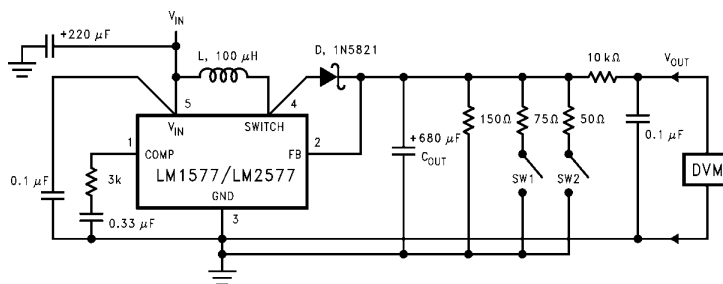 V_IN
+220 µF
L, 100 µH
D, 1N5821
10kΩ
V_OUT
5
4
V_IN
SWITCH
1
COMP
FB
2
LM1577/LM2577
GND
3
3k
0.1 µF
0.33 µF
+680 µF
C_OUT
150Ω
75Ω
50Ω
SW1
SW2
0.1 µF
DVM